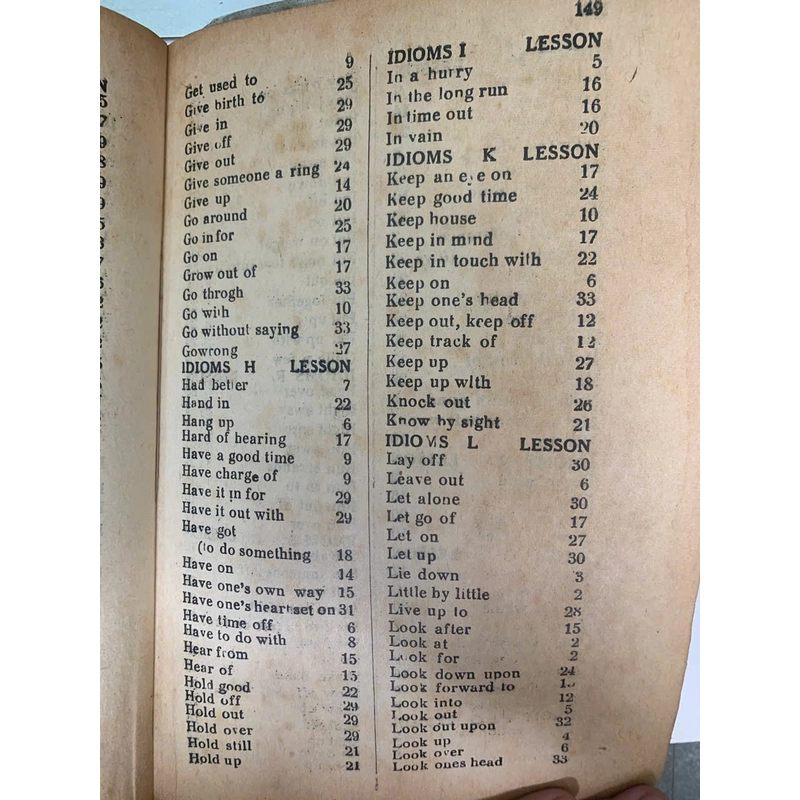 149
Get used to 9
Give birth to 25
Give in 29
Give off 29
Give out 29
Give someone a ring 24
Give up 14
Go around 20
Go in for 25
Go on 17
Grow out of 17
Go throgh 33
Go with 10
Go without saying 33
Gowrong 27
IDIOMS H LESSON
Had better 7
Hand in 22
Hang up 6
Hard of hearing 17
Have a good time 9
Have charge of 9
Have it in for 29
Have it out with 29
Have got
(to do something 18
Have on 14
Have one's own way 15
Have one's heart set on 31
Have time off 6
Have to do with 8
Hear from 15
Hear of 15
Hold good 22
Hold off 29
Hold out 29
Hold over 29
Hold still 21
Hold up 21
IDIOMS I LESSON
In a hurry 5
In the long run 16
In time out 16
In vain 20
IDIOMS K LESSON
Keep an eye on 17
Keep good time 24
Keep house 10
Keep in mind 17
Keep in touch with 22
Keep on 6
Keep one's head 33
Keep out, keep off 12
Keep track of 12
Keep up 27
Keep up with 18
Knock out 26
Know by sight 21
IDIOMS L LESSON
Lay off 30
Leave out 6
Let alone 30
Let go of 17
Let on 27
Let up 30
Lie down 3
Little by little 2
Live up to 28
Look after 15
Look at 2
Look for 2
Look down upon 24
Look forward to
Look into 12
Look out 5
Look out upon 32
Look up 4
Look over 6
Look ones head 33